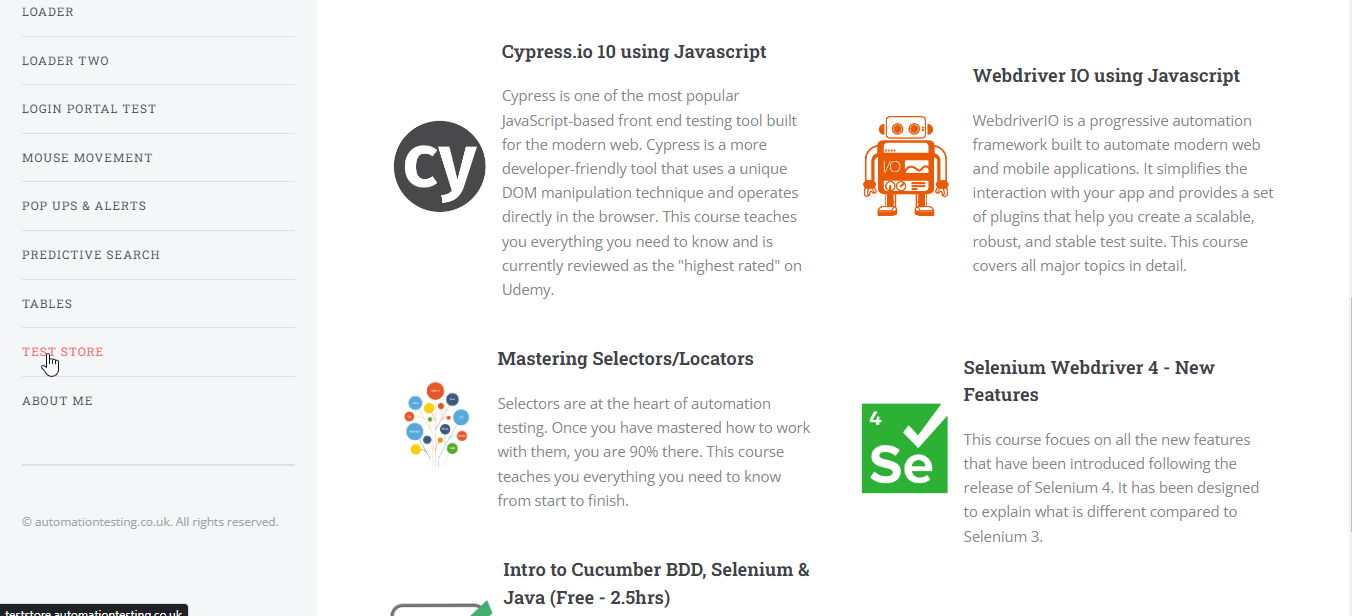 LOADER
LOADER TWO
LOGIN PORTAL TEST
MOUSE MOVEMENT
POP UPS & ALERTS
PREDICTIVE SEARCH
TABLES
TEST STORE
ABOUT ME
© automationtesting.co.uk. All rights reserved.
teststore.automationtesting.co.uk
Cypress.io 10 using Javascript
cy
Cypress is one of the most popular
JavaScript-based front end testing tool built
for the modern web. Cypress is a more
developer-friendly tool that uses a unique
DOM manipulation technique and operates
directly in the browser. This course teaches
you everything you need to know and is
currently reviewed as the "highest rated" on
Udemy.
Webdriver IO using Javascript
I/O
WebdriverIO is a progressive automation
framework built to automate modern web
and mobile applications. It simplifies the
interaction with your app and provides a set
of plugins that help you create a scalable,
robust, and stable test suite. This course
covers all major topics in detail.
Mastering Selectors/Locators
Selectors are at the heart of automation
testing. Once you have mastered how to work
with them, you are 90% there. This course
teaches you everything you need to know
from start to finish.
Selenium Webdriver 4 - New
Features
4
Se
This course focuses on all the new features
that have been introduced following the
release of Selenium 4. It has been designed
to explain what is different compared to
Selenium 3.
Intro to Cucumber BDD, Selenium &
Java (Free - 2.5hrs)